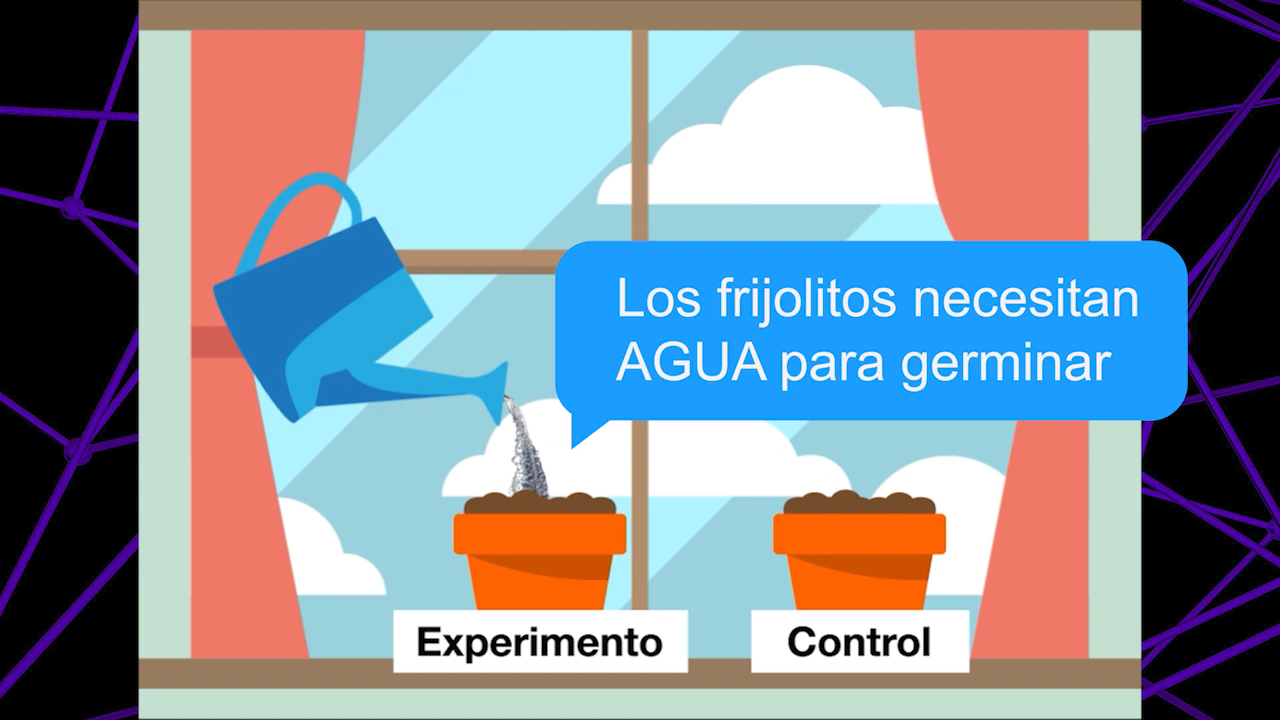 Los frijolitos necesitan
AGUA para germinar
Experimento
Control